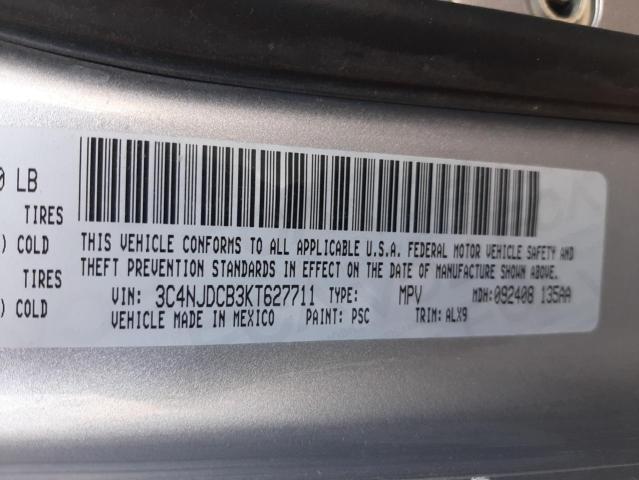 0 LB
TIRES
) COLD
TIRES
) COLD
THIS VEHICLE CONFORMS TO ALL APPLICABLE U.S.A. FEDERAL MOTOR VEHICLE SAFETY AND
THEFT PREVENTION STANDARDS IN EFFECT ON THE DATE OF MANUFACTURE SHOWN ABOVE.
VIN: 3C4NJDCB3KT627711 TYPE: MPV MDH: 092408 135AA
VEHICLE MADE IN MEXICO PAINT: PSC TRIM: ALX9